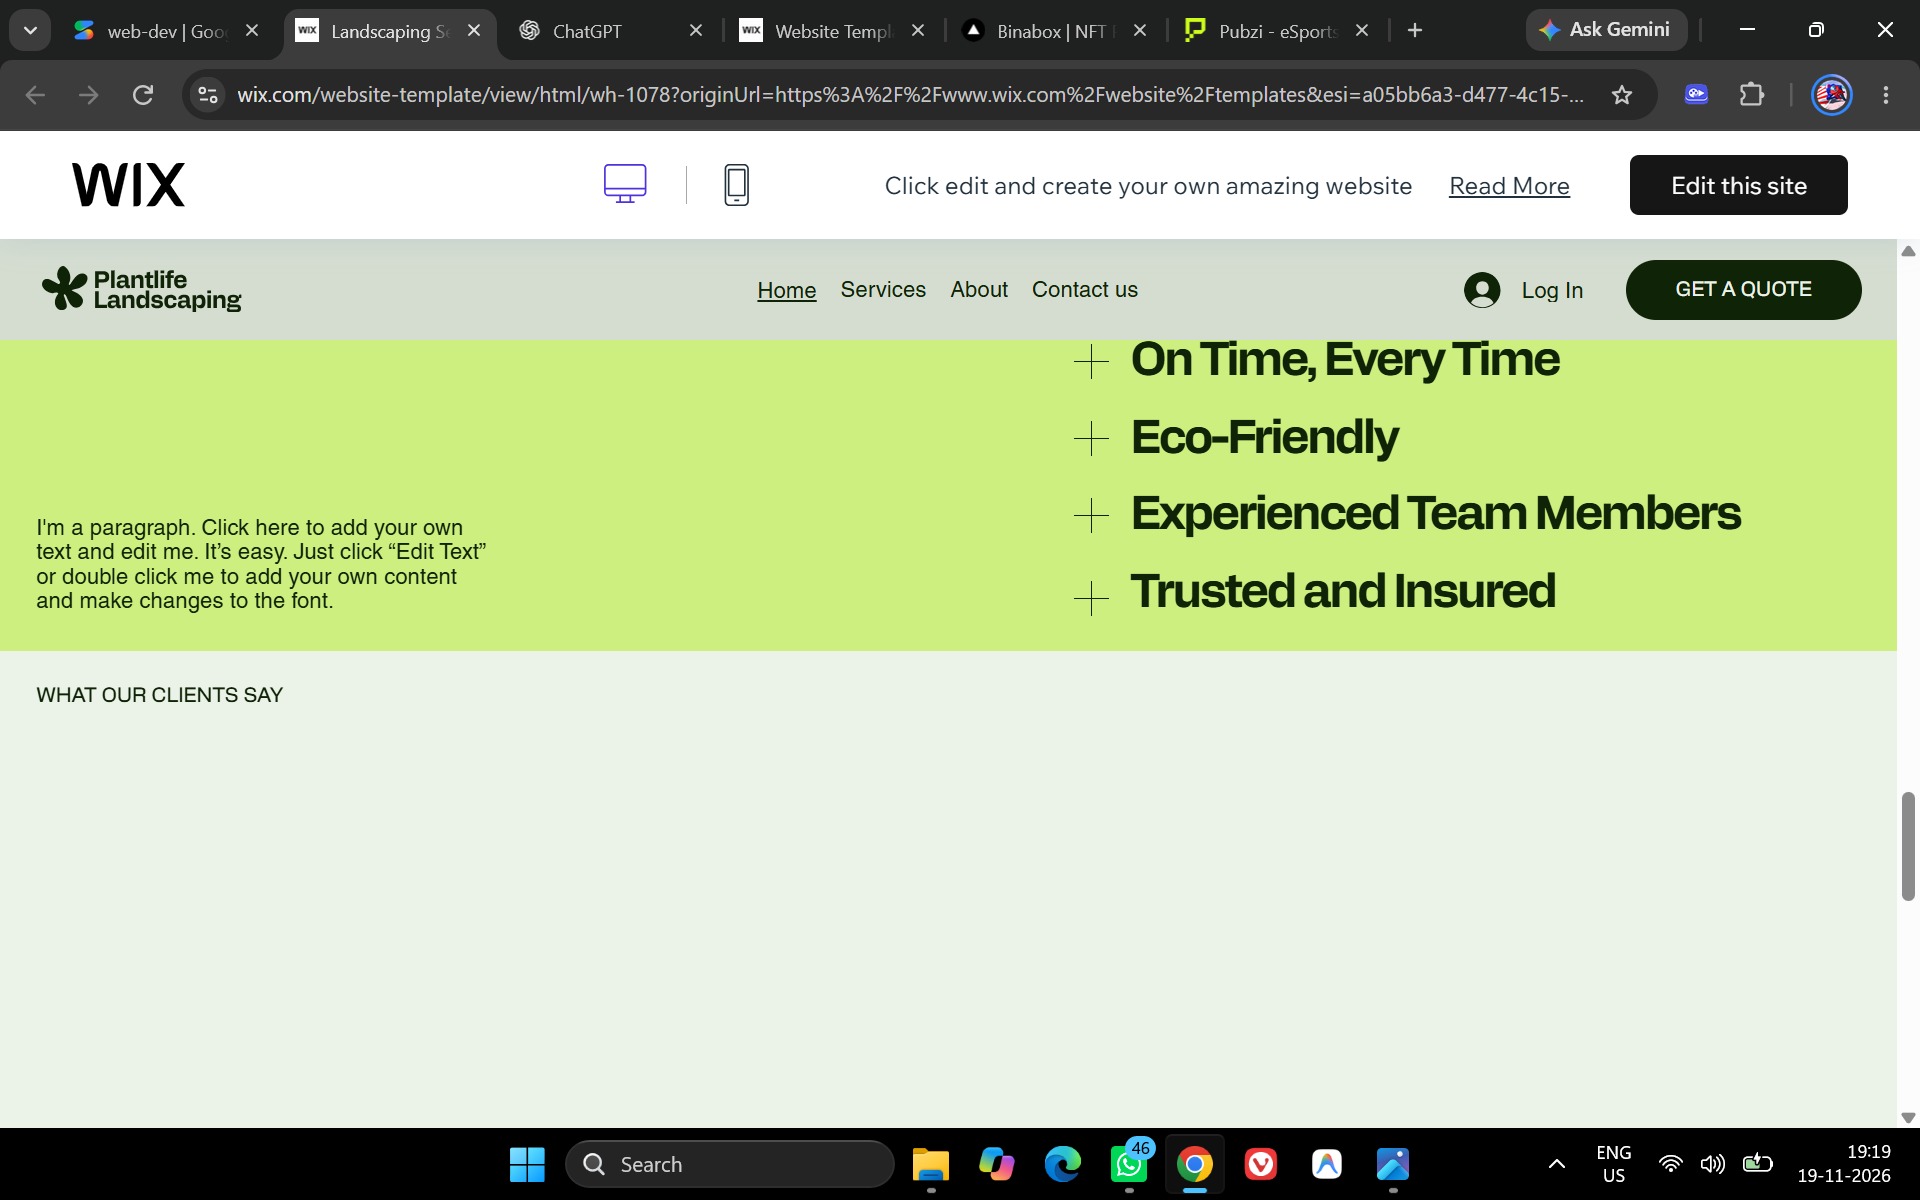 web-dev | Goo
Landscaping Se
ChatGPT
Website Templ
Binabox | NFT
Pubzi - eSports
Ask Gemini
wix.com/website-template/view/html/wh-1078?originUrl=https%3A%2F%2Fwww.wix.com%2Fwebsite%2Ftemplates&esi=a05bb6a3-d477-4c15-...
WIX
Click edit and create your own amazing website
Read More
Edit this site
Plantlife
Landscaping
Home
Services
About
Contact us
Log In
GET A QUOTE
On Time, Every Time
Eco-Friendly
Experienced Team Members
Trusted and Insured
I'm a paragraph. Click here to add your own
text and edit me. It’s easy. Just click “Edit Text”
or double click me to add your own content
and make changes to the font.
WHAT OUR CLIENTS SAY
Search
46
ENG
US
19:19
19-11-2026